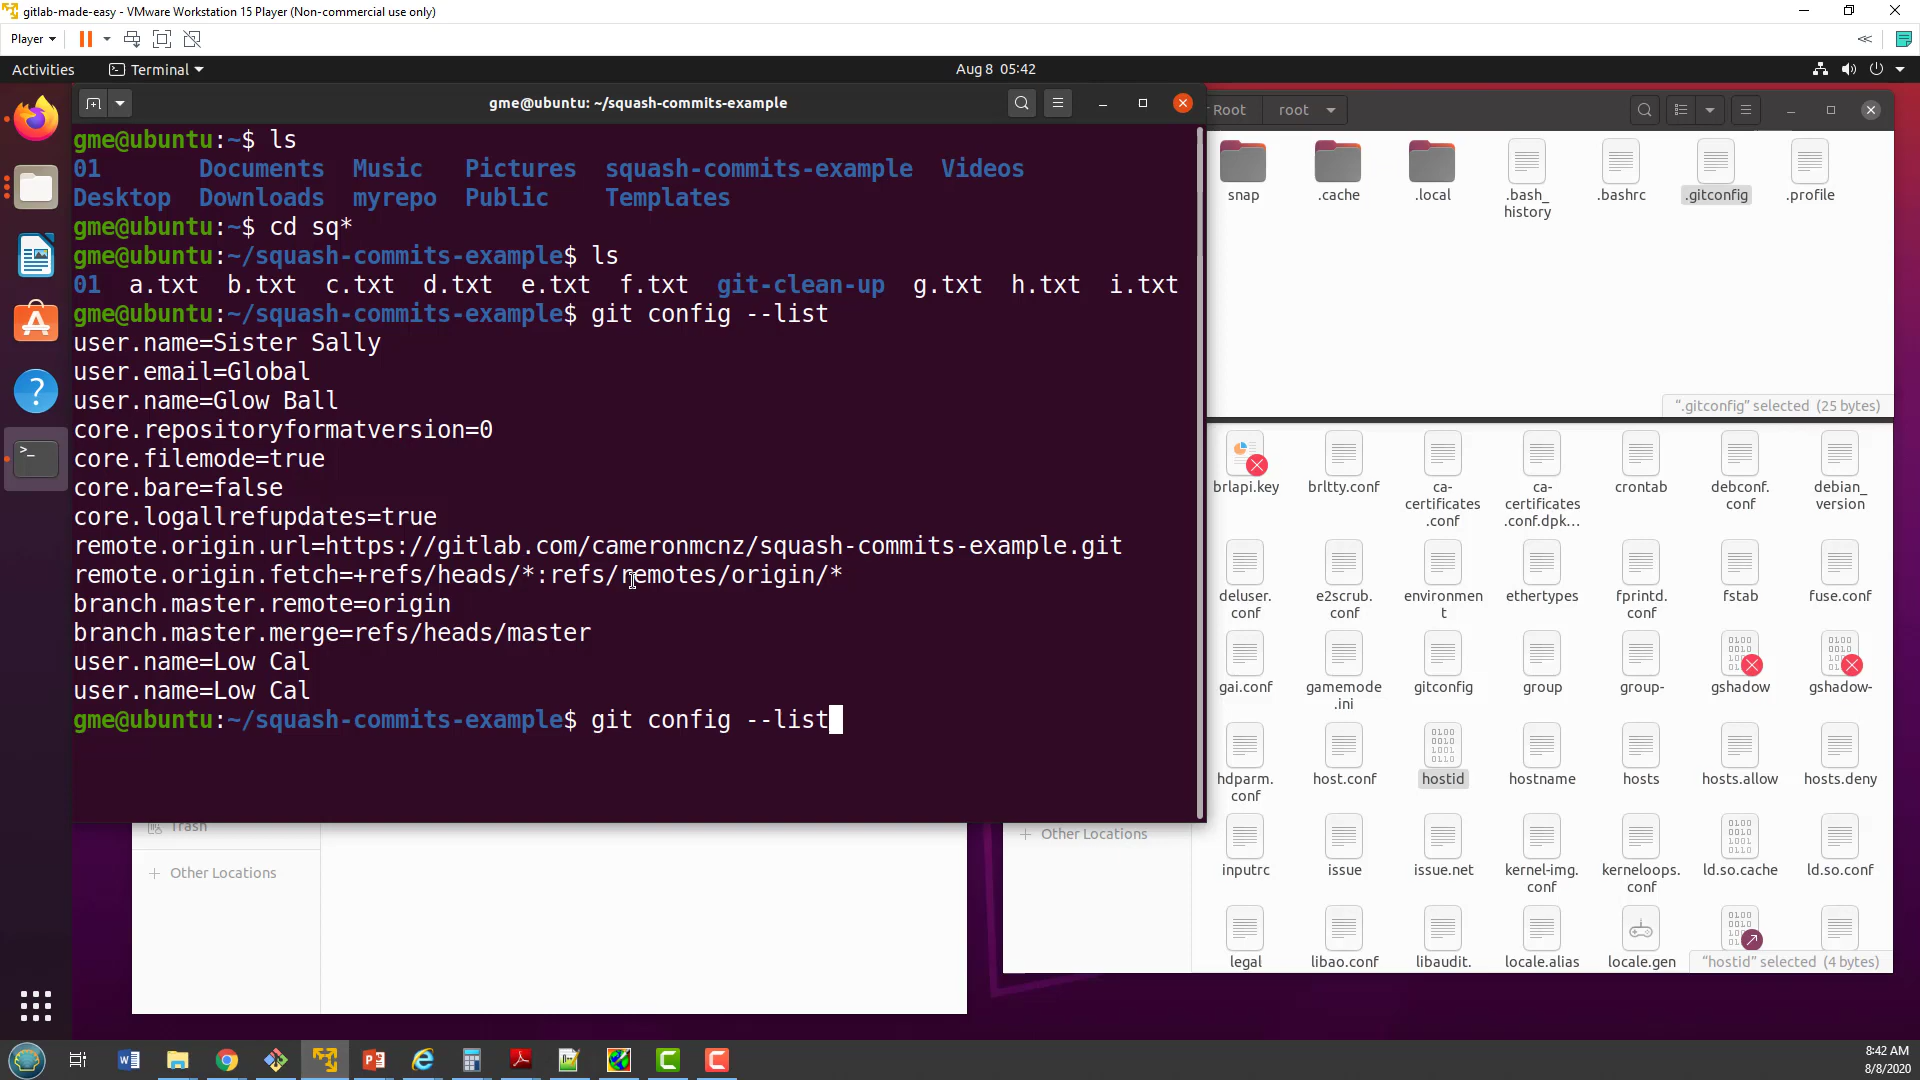 gitlab-made-easy - VMware Workstation 15 Player (Non-commercial use only)
Player
Activities
Terminal
Aug 8 05:42
gme@ubuntu: ~/squash-commits-example
gme@ubuntu:~$ ls
01 Documents Music Pictures squash-commits-example Videos
Desktop Downloads myrepo Public Templates
gme@ubuntu:~$ cd sq*
gme@ubuntu:~/squash-commits-example$ ls
01 a.txt b.txt c.txt d.txt e.txt f.txt git-clean-up g.txt h.txt i.txt
gme@ubuntu:~/squash-commits-example$ git config --list
user.name=Sister Sally
user.email=Global
user.name=Glow Ball
core.repositoryformatversion=0
core.filemode=true
core.bare=false
core.logallrefupdates=true
remote.origin.url=https://gitlab.com/cameronmcnz/squash-commits-example.git
remote.origin.fetch=+refs/heads/*:refs/remotes/origin/*
branch.master.remote=origin
branch.master.merge=refs/heads/master
user.name=Low Cal
user.name=Low Cal
gme@ubuntu:~/squash-commits-example$ git config --list
Root root
snap .cache .local .bash_ .bashrc .gitconfig .profile
history
".gitconfig" selected (25 bytes)
brlapi.key brltty.conf ca- ca- crontab debconf. debian_
certificates certificates conf version
.conf .conf.dpk...
deluser. e2scrub. environmen ethertypes fprintd. fstab fuse.conf
conf conf t conf
gai.conf gamemode gitconfig group group- gshadow gshadow-
.ini
hdparm. host.conf hostid hostname hosts hosts.allow hosts.deny
conf
inputrc issue issue.net kernel-img. kerneloops. ld.so.cache ld.so.conf
conf conf
legal libao.conf libaudit. locale.alias locale.gen
"hostid" selected (4 bytes)
Other Locations
Trash
Other Locations
8:42 AM
8/8/2020